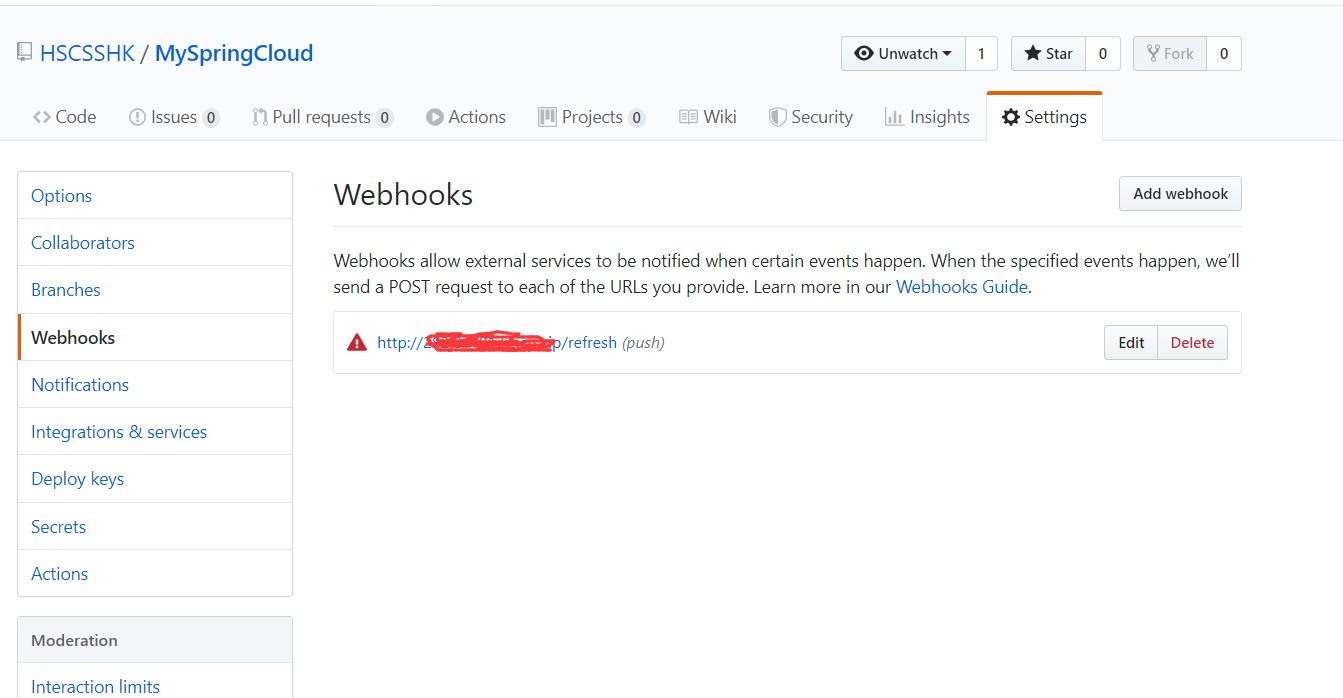 HSCSSHK / MySpringCloud
Unwatch 1 Star 0 Fork 0
Code Issues 0 Pull requests 0 Actions Projects 0 Wiki Security Insights Settings
Options
Collaborators
Branches
Webhooks
Notifications
Integrations & services
Deploy keys
Secrets
Actions
Moderation
Interaction limits
Webhooks Add webhook
Webhooks allow external services to be notified when certain events happen. When the specified events happen, we’ll
send a POST request to each of the URLs you provide. Learn more in our Webhooks Guide.
http:// /refresh (push) Edit Delete